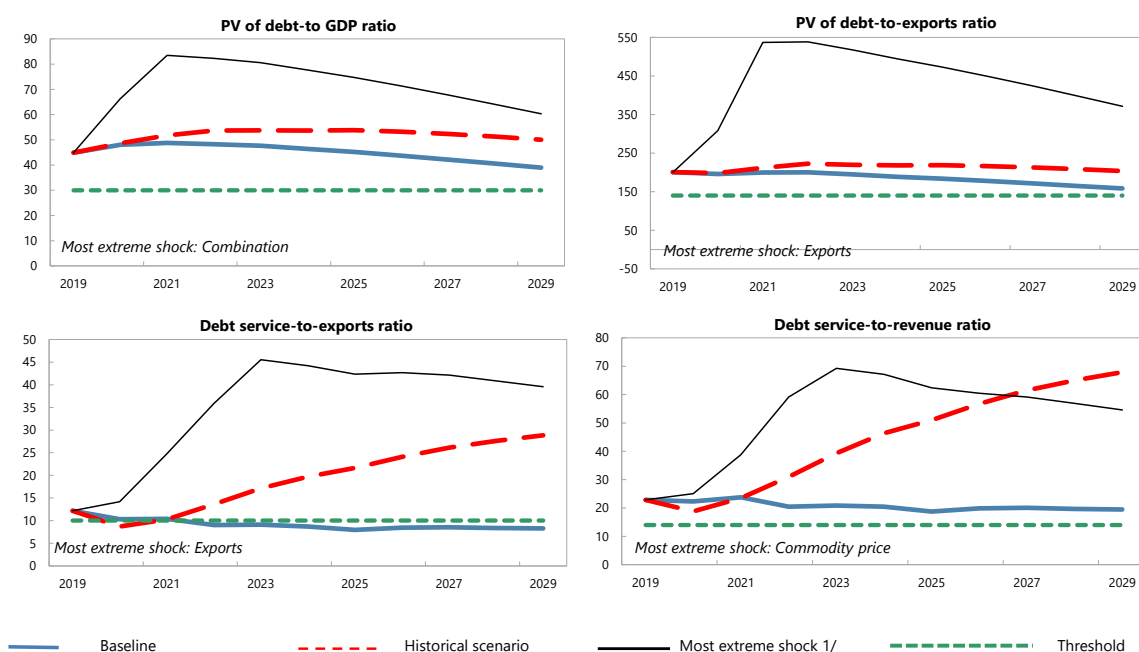 PV of debt-to GDP ratio
90
80
70
60
50
40
30
20
10
0
Most extreme shock: Combination
2019 2021 2023 2025 2027 2029
PV of debt-to-exports ratio
550
450
350
250
150
50
-50
Most extreme shock: Exports
2019 2021 2023 2025 2027 2029
Debt service-to-exports ratio
50
45
40
35
30
25
20
15
10
5
0
Most extreme shock: Exports
2019 2021 2023 2025 2027 2029
Debt service-to-revenue ratio
80
70
60
50
40
30
20
10
0
Most extreme shock: Commodity price
2019 2021 2023 2025 2027 2029
Baseline Historical scenario Most extreme shock 1/ Threshold